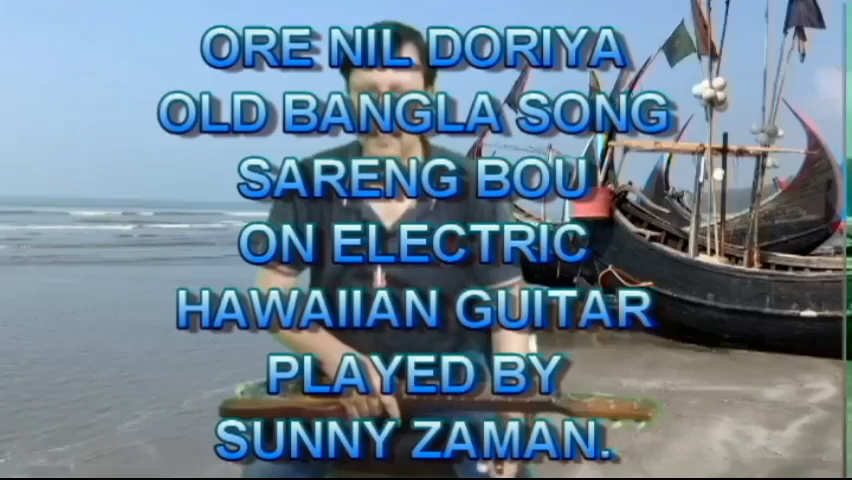 ORE NIL DORIYA
OLD BANGLA SONG
SARENG BOU
ON ELECTRIC
HAWAIIAN GUITAR
PLAYED BY
SUNNY ZAMAN.